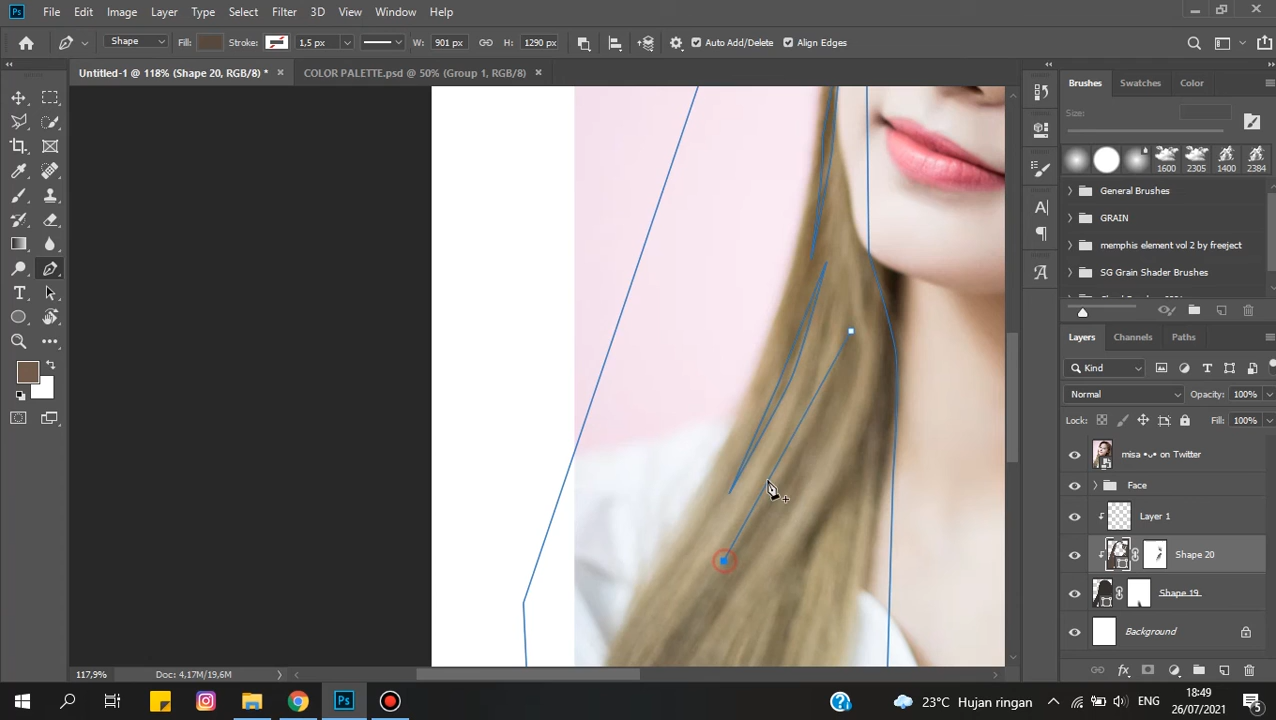 Ps File Edit Image Layer Type Select Filter 3D View Window Help
Shape Fill: Stroke: 1,5 px W: 901 px H: 1290 px Auto Add/Delete Align Edges
Untitled-1 @ 118% (Shape 20, RGB/8) * × COLOR PALETTE.psd @ 50% (Group 1, RGB/8) ×
Brushes Swatches Color
Size:
1600 2305 1400 2384
General Brushes
GRAIN
memphis element vol 2 by freeject
SG Grain Shader Brushes
Layers Channels Paths
Kind
Normal Opacity: 100%
Lock: Fill: 100%
misa •ᴗ• on Twitter
Face
Layer 1
Shape 20
Shape 19
Background
117,9% Doc: 4,17M/19,6M
Ps 23°C Hujan ringan ENG 18:49
26/07/2021 5